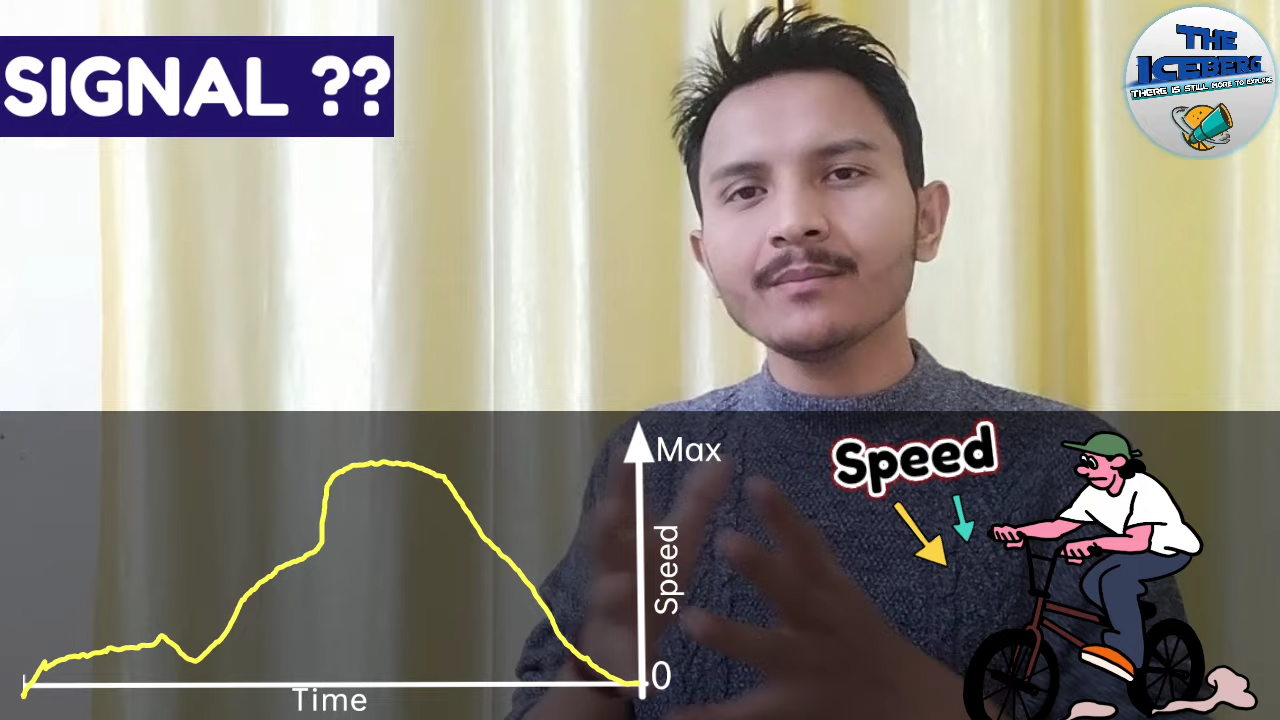 SIGNAL ??
THE
ICEBERG
THERE IS STILL MORE TO EXPLORE
Max
Speed
Speed
0
Time